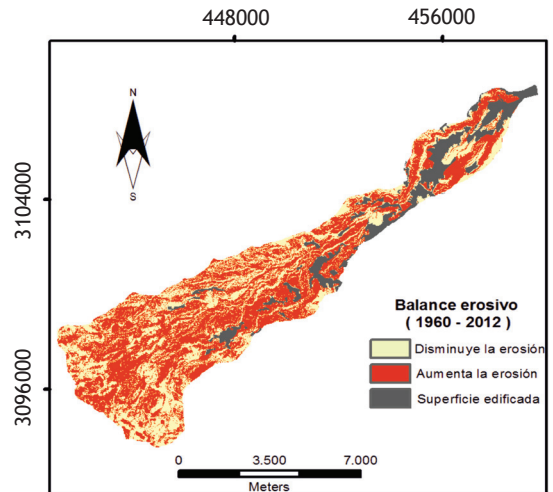 448000 456000
N
S
3104000
3096000
Balance erosivo
( 1960 - 2012 )
Disminuye la erosión
Aumenta la erosión
Superficie edificada
0 3.500 7.000
Meters